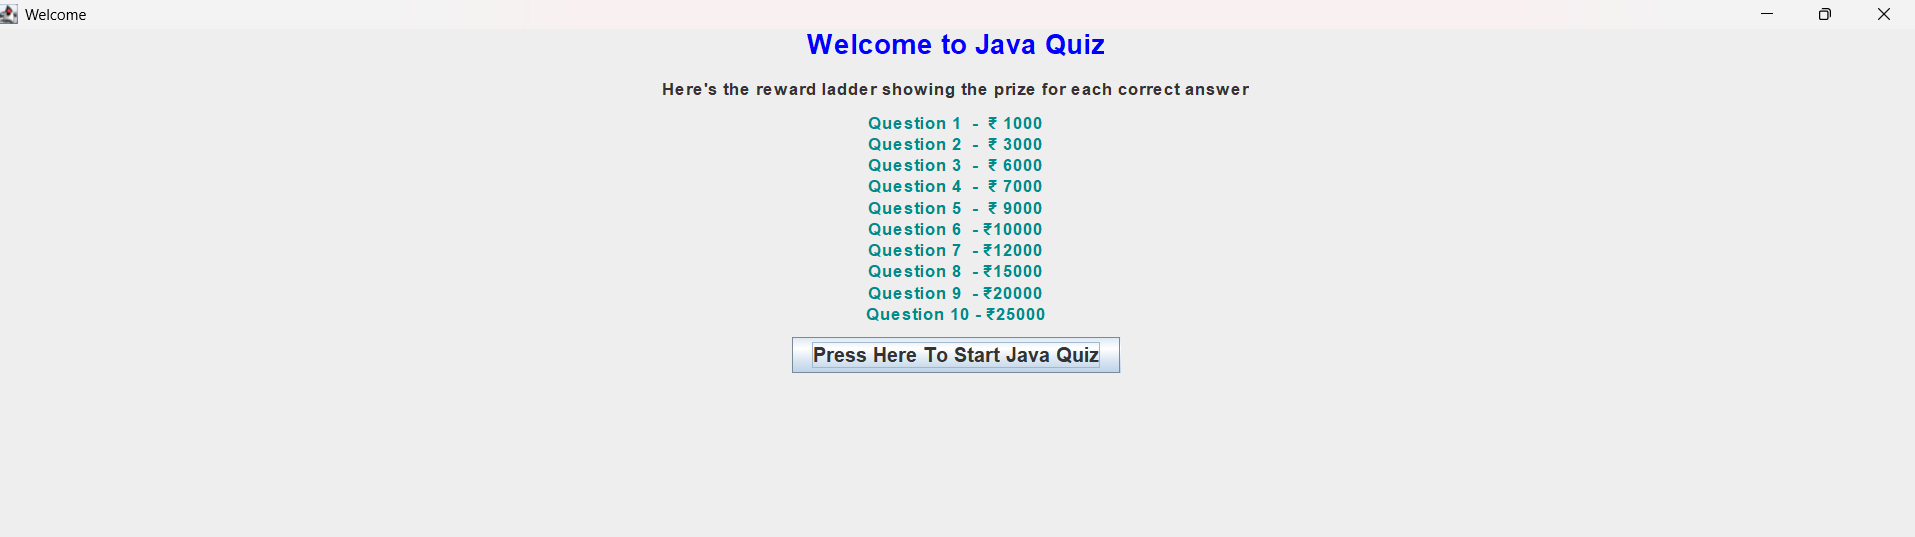 Welcome
Welcome to Java Quiz
Here's the reward ladder showing the prize for each correct answer
Question 1 - ₹ 1000
Question 2 - ₹ 3000
Question 3 - ₹ 6000
Question 4 - ₹ 7000
Question 5 - ₹ 9000
Question 6 - ₹10000
Question 7 - ₹12000
Question 8 - ₹15000
Question 9 - ₹20000
Question 10 - ₹25000
Press Here To Start Java Quiz